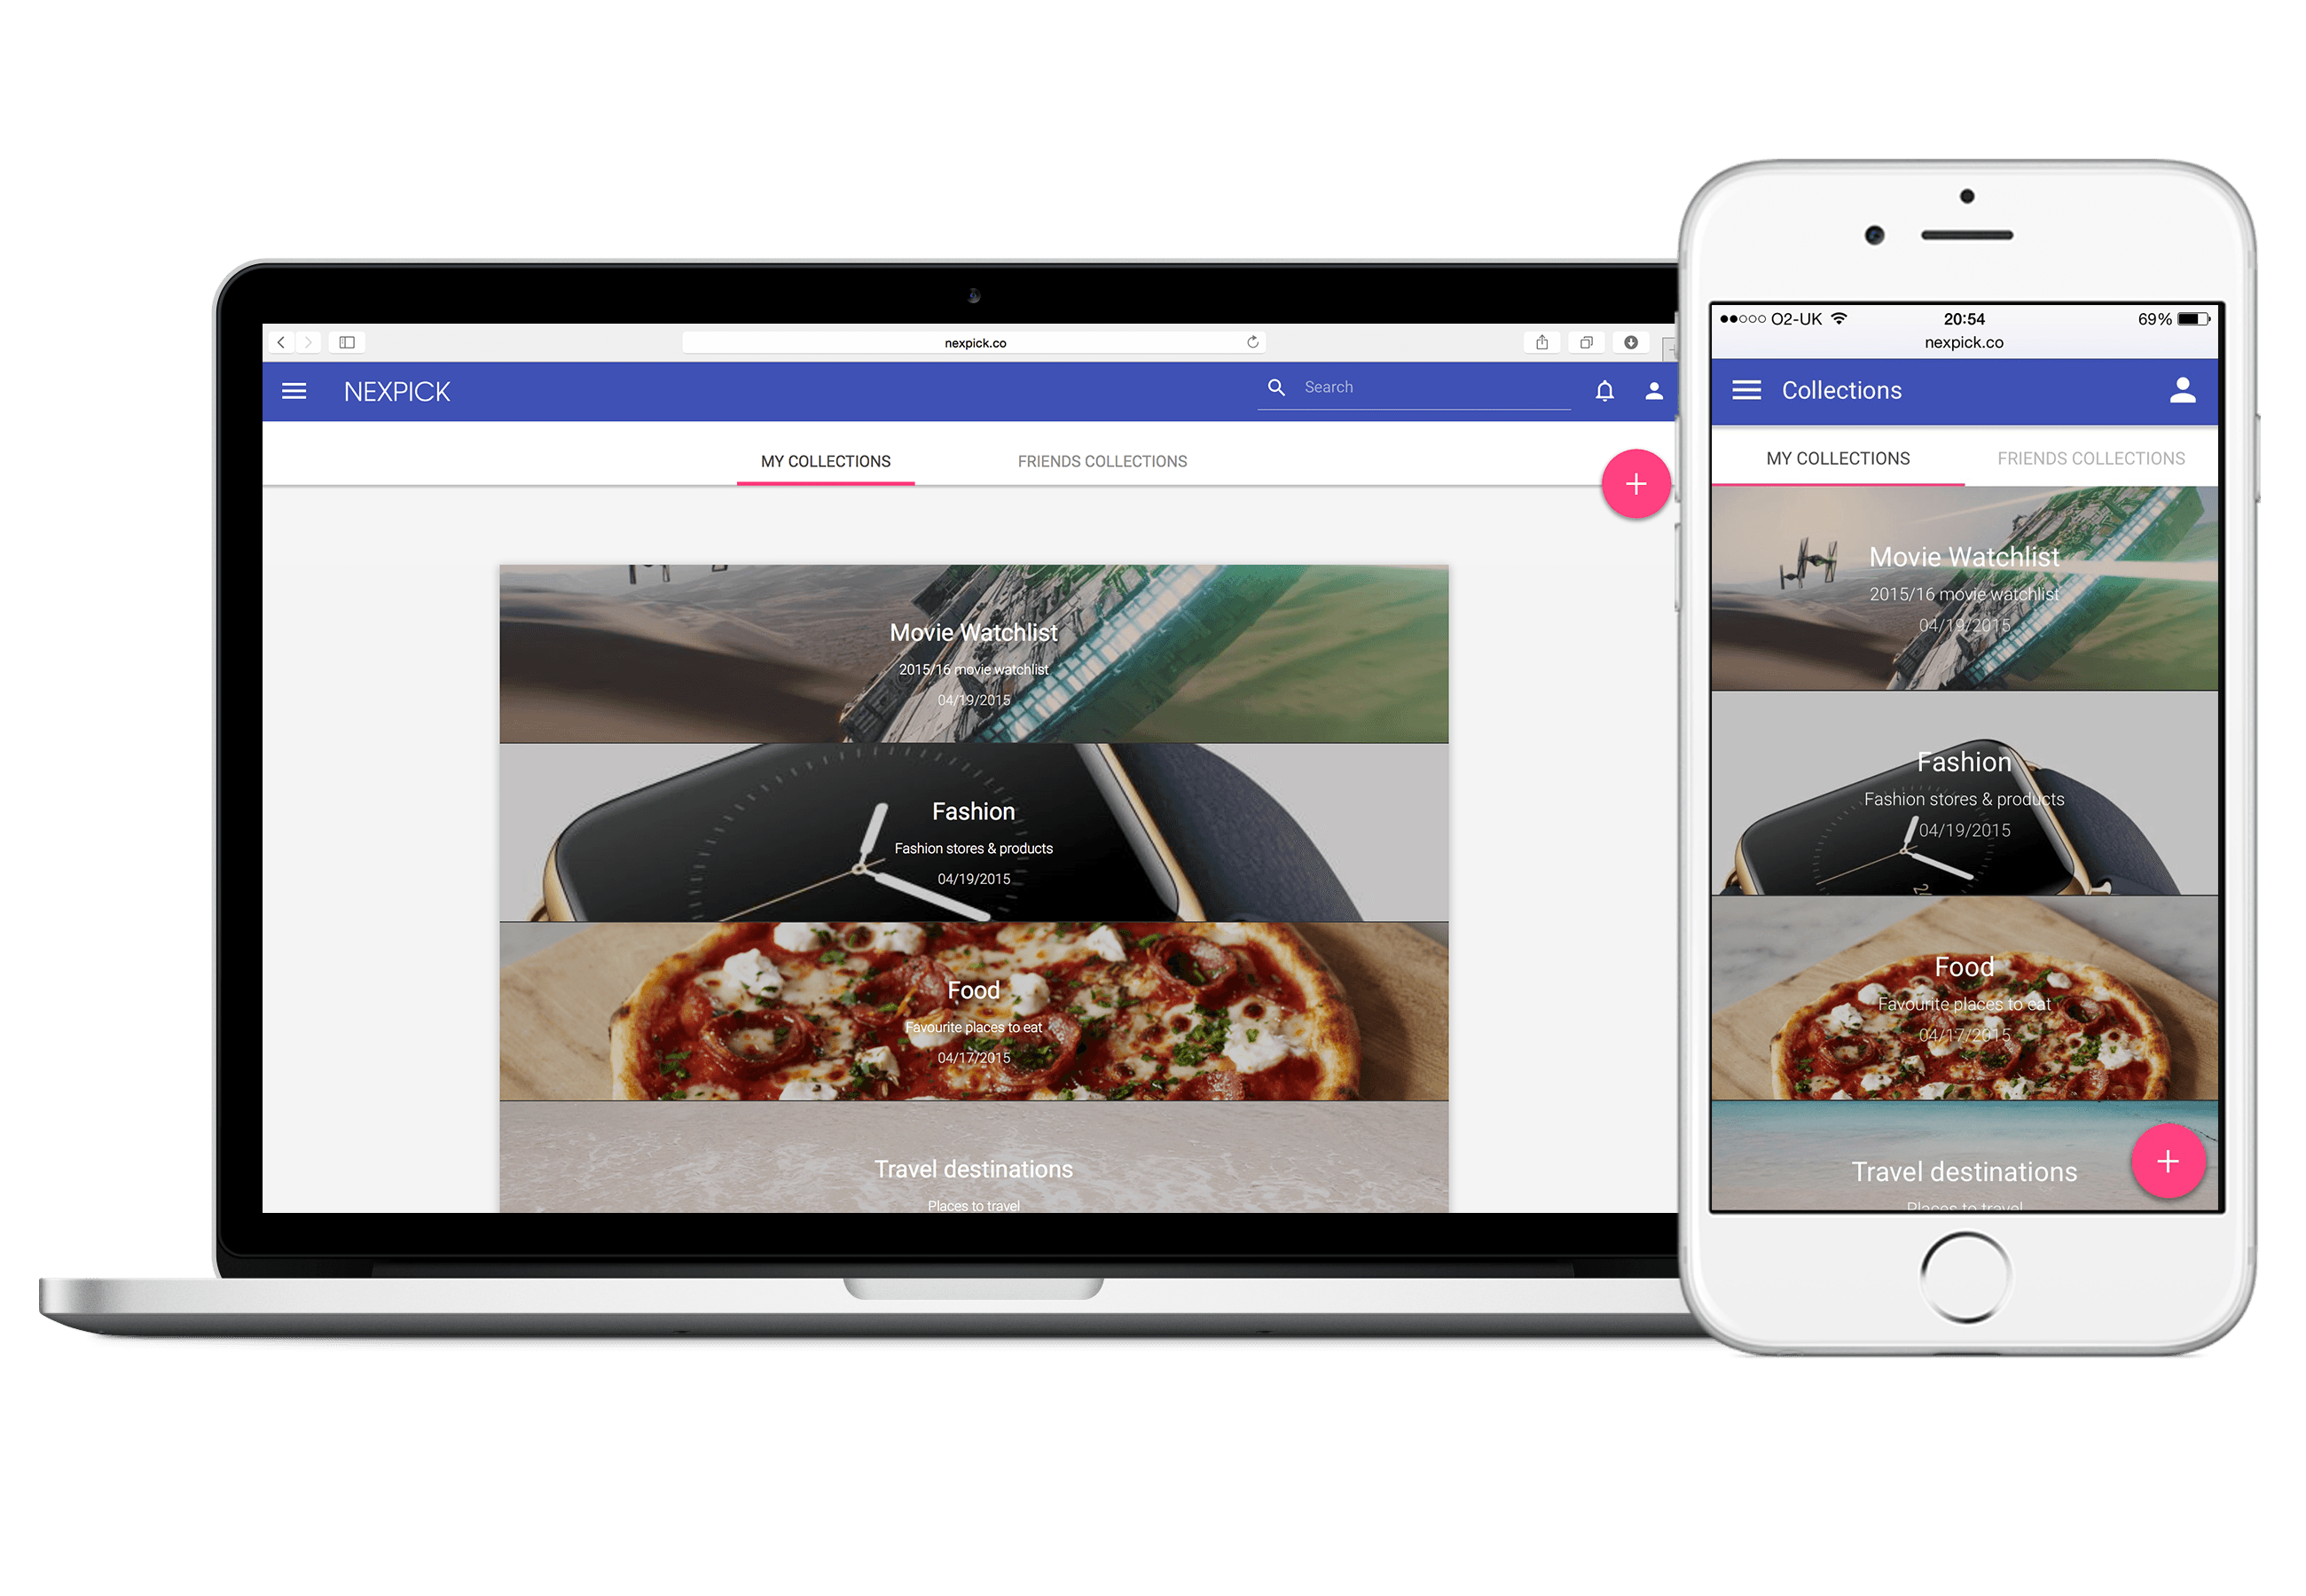 nexpick.co
NEXPICK
Search
MY COLLECTIONS
FRIENDS COLLECTIONS
Movie Watchlist
2015/16 movie watchlist
04/19/2015
Fashion
Fashion stores & products
04/19/2015
Food
Favourite places to eat
04/17/2015
Travel destinations
Places to travel
O2-UK
20:54
69%
nexpick.co
Collections
MY COLLECTIONS
FRIENDS COLLECTIONS
Movie Watchlist
2015/16 movie watchlist
04/19/2015
Fashion
Fashion stores & products
04/19/2015
Food
Favourite places to eat
04/17/2015
Travel destinations
Places to travel